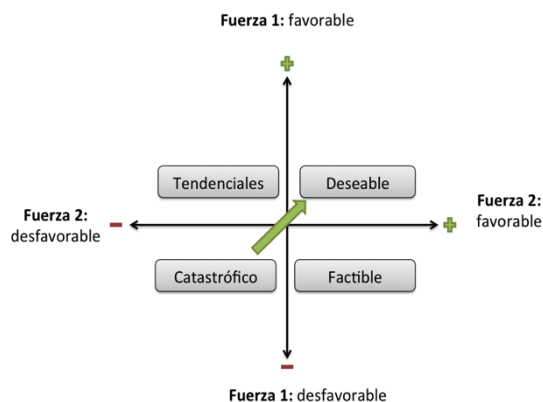 Fuerza 1: favorable
Tendenciales
Deseable
Fuerza 2:
desfavorable
Fuerza 2:
favorable
Catastrófico
Factible
Fuerza 1: desfavorable